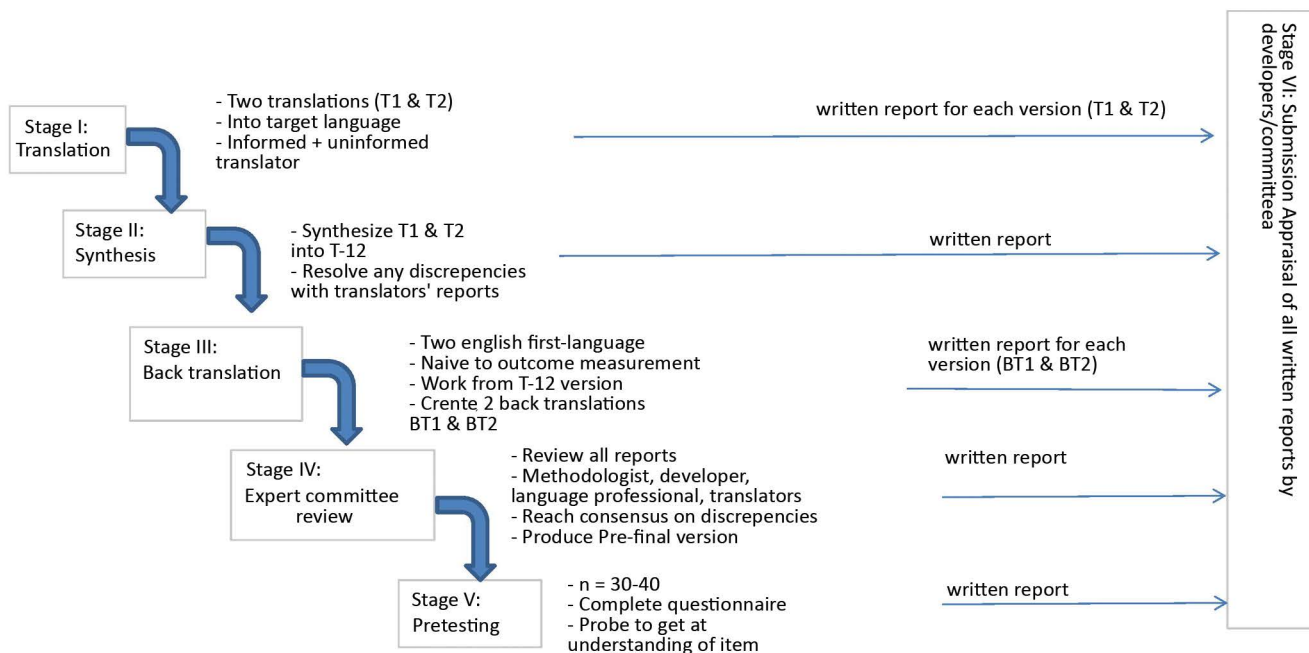 Stage I:
Translation
- Two translations (T1 & T2)
- Into target language
- Informed + uninformed
translator
written report for each version (T1 & T2)
Stage II:
Synthesis
- Synthesize T1 & T2
into T-12
- Resolve any discrepencies
with translators' reports
written report
Stage III:
Back translation
- Two english first-language
- Naive to outcome measurement
- Work from T-12 version
- Crente 2 back translations
BT1 & BT2
written report for each
version (BT1 & BT2)
Stage IV:
Expert committee
review
- Review all reports
- Methodologist, developer,
language professional, translators
- Reach consensus on discrepencies
- Produce Pre-final version
written report
Stage V:
Pretesting
- n = 30-40
- Complete questionnaire
- Probe to get at
understanding of item
written report
Stage VI: Submission Appraisal of all written reports by
developers/committeea